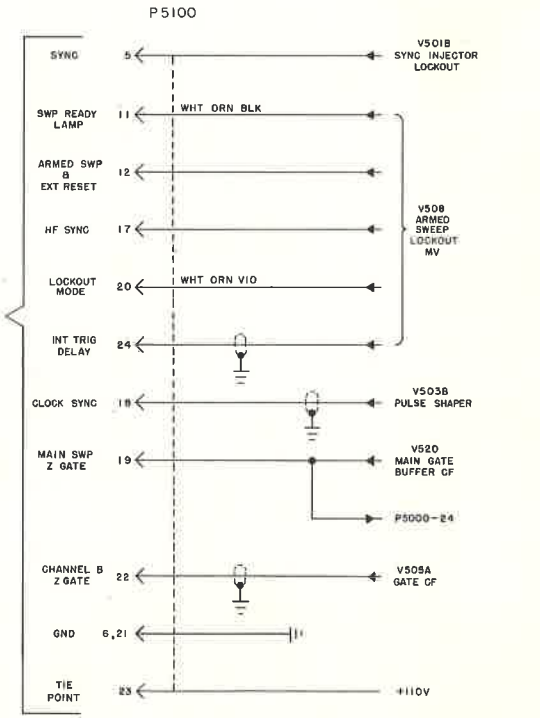 P5100
SYNC 5 V501B
SYNC INJECTOR
LOCKOUT
SWP READY
LAMP 11 WHT ORN BLK
ARMED SWP
&
EXT RESET 12
HF SYNC 17
V508
ARMED
SWEEP
LOCKOUT
MV
LOCKOUT
MODE 20 WHT ORN VIO
INT TRIG
DELAY 24
CLOCK SYNC 18 V503B
PULSE SHAPER
MAIN SWP
Z GATE 19 V520
MAIN GATE
BUFFER CF
P5000-24
CHANNEL B
Z GATE 22 V505A
GATE CF
GND 6,21
TIE
POINT 23 +110V